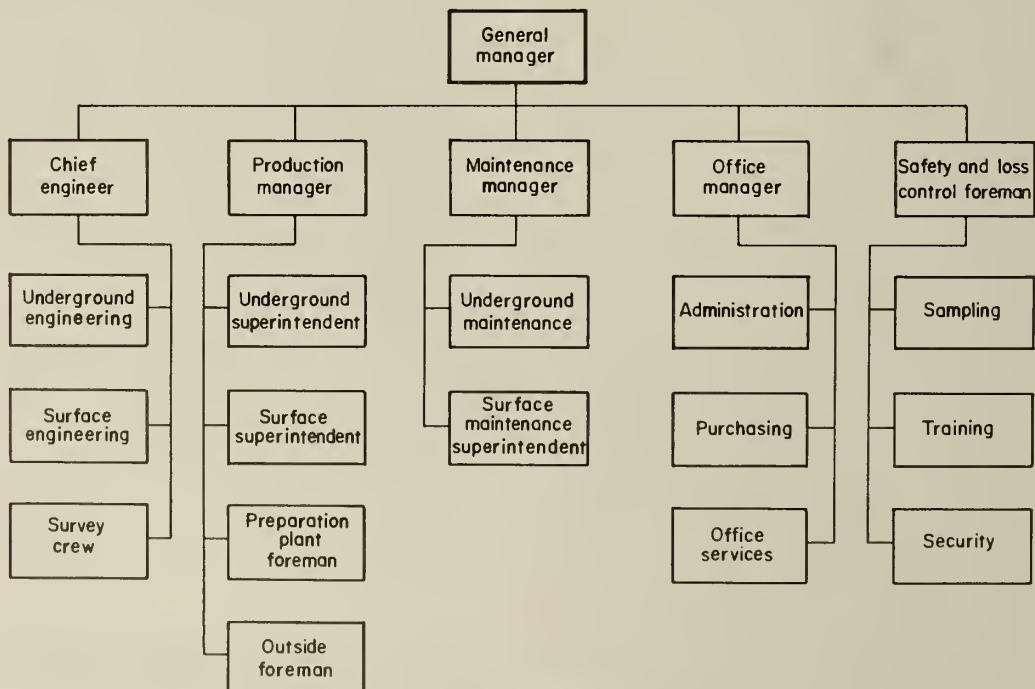 General
manager
Chief
engineer
Production
manager
Maintenance
manager
Office
manager
Safety and loss
control foreman
Underground
engineering
Underground
superintendent
Underground
maintenance
Administration
Sampling
Surface
engineering
Surface
superintendent
Surface
maintenance
superintendent
Purchasing
Training
Survey
crew
Preparation
plant
foreman
Office
services
Security
Outside
foreman